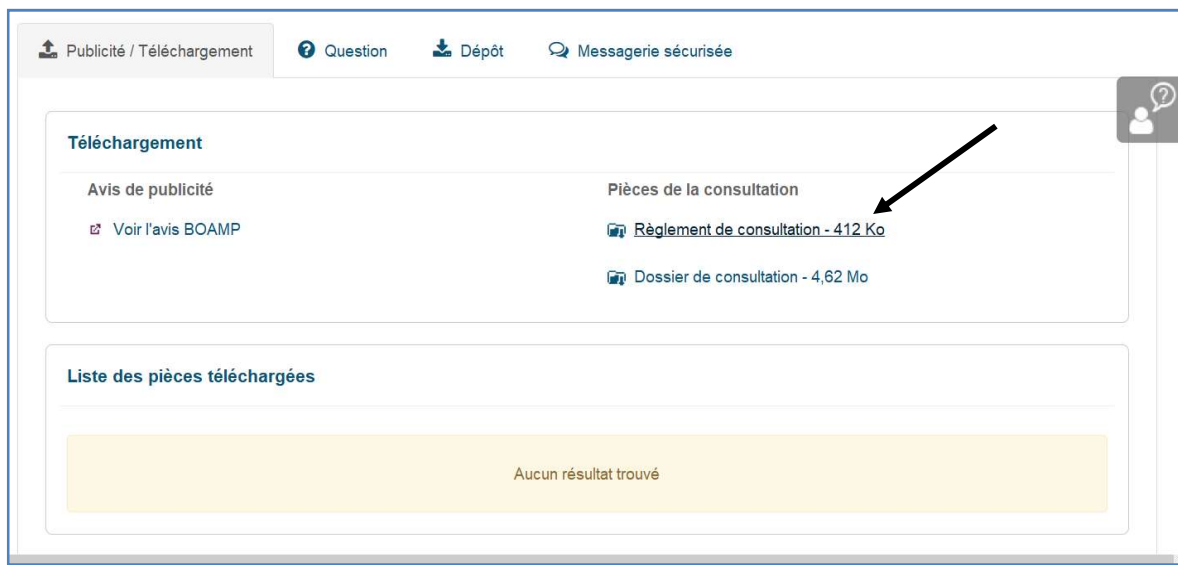 Publicité / Téléchargement Question Dépôt Messagerie sécurisée
Téléchargement
Avis de publicité Pièces de la consultation
Voir l'avis BOAMP Règlement de consultation - 412 Ko
Dossier de consultation - 4,62 Mo
Liste des pièces téléchargées
Aucun résultat trouvé